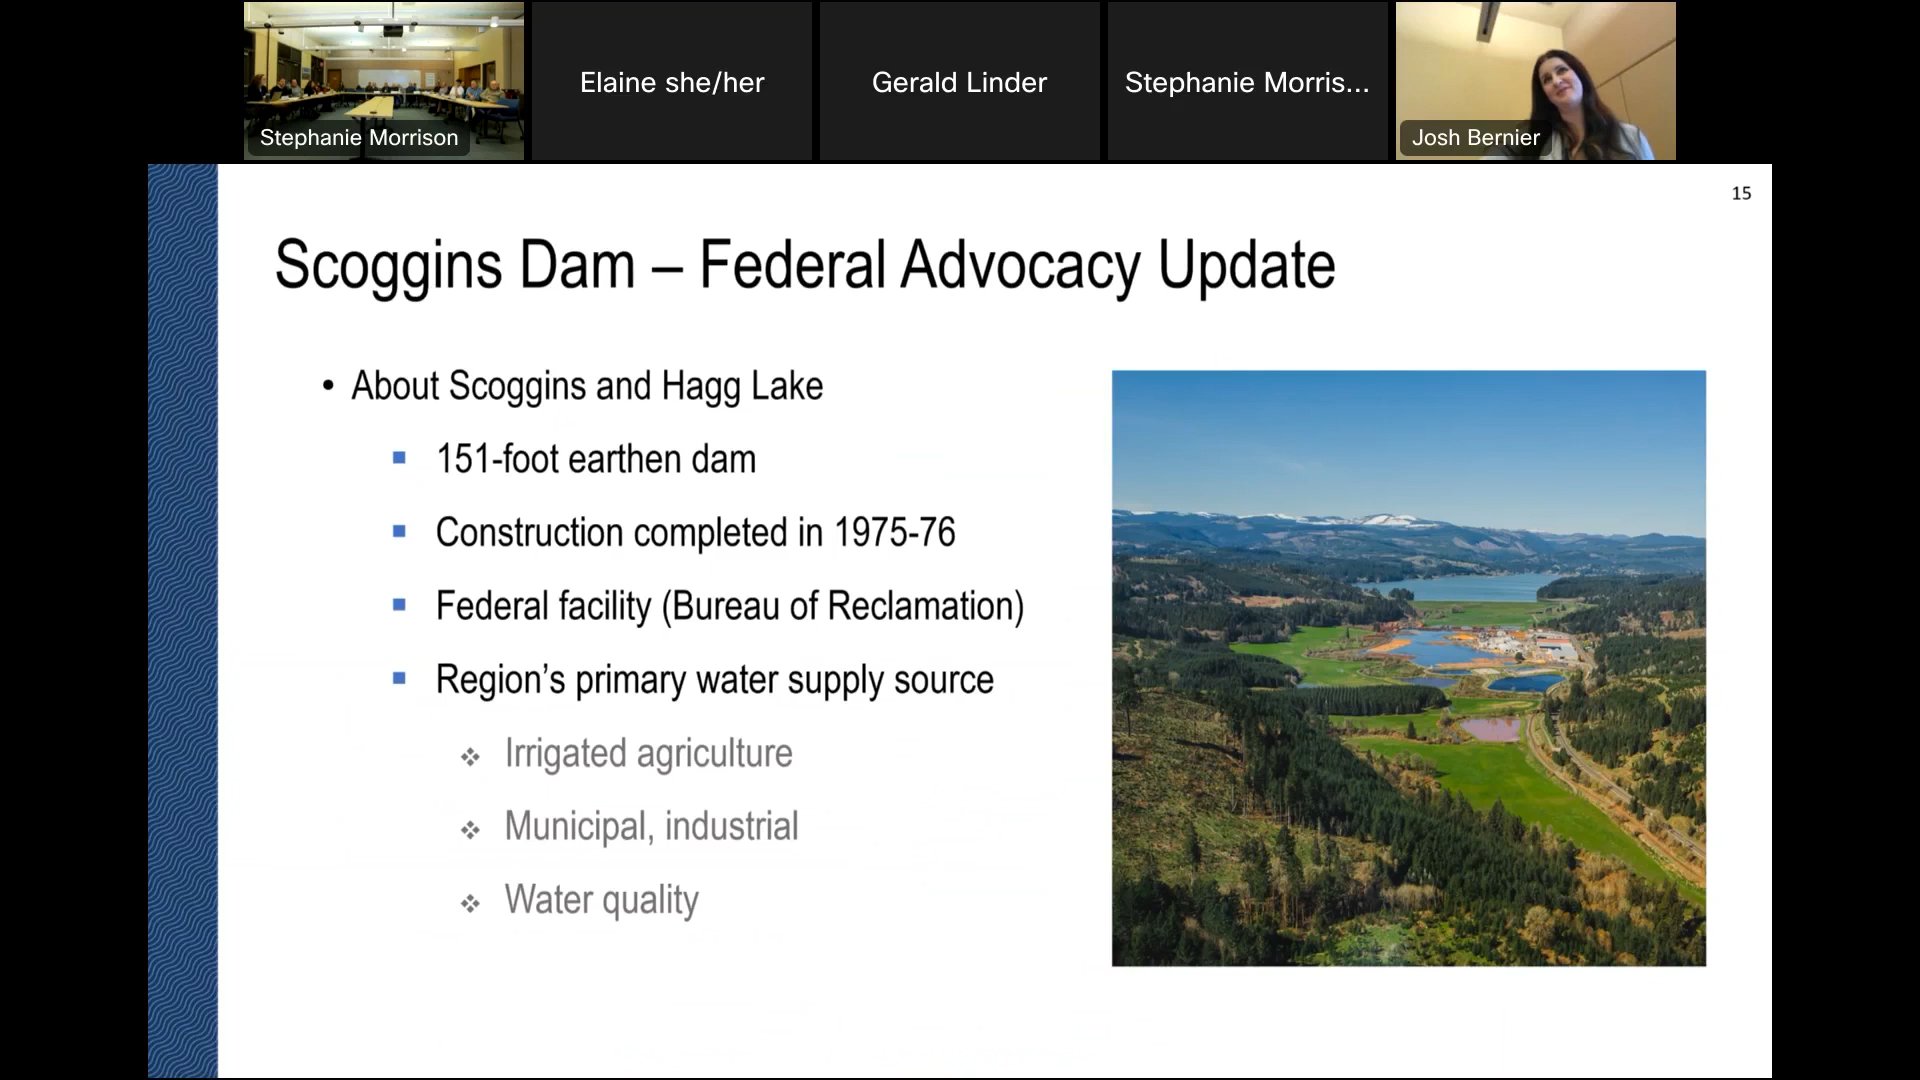 Stephanie Morrison
Elaine she/her
Gerald Linder
Stephanie Morris...
Josh Bernier
15
Scoggins Dam – Federal Advocacy Update
• About Scoggins and Hagg Lake
▪ 151-foot earthen dam
▪ Construction completed in 1975-76
▪ Federal facility (Bureau of Reclamation)
▪ Region’s primary water supply source
❖ Irrigated agriculture
❖ Municipal, industrial
❖ Water quality